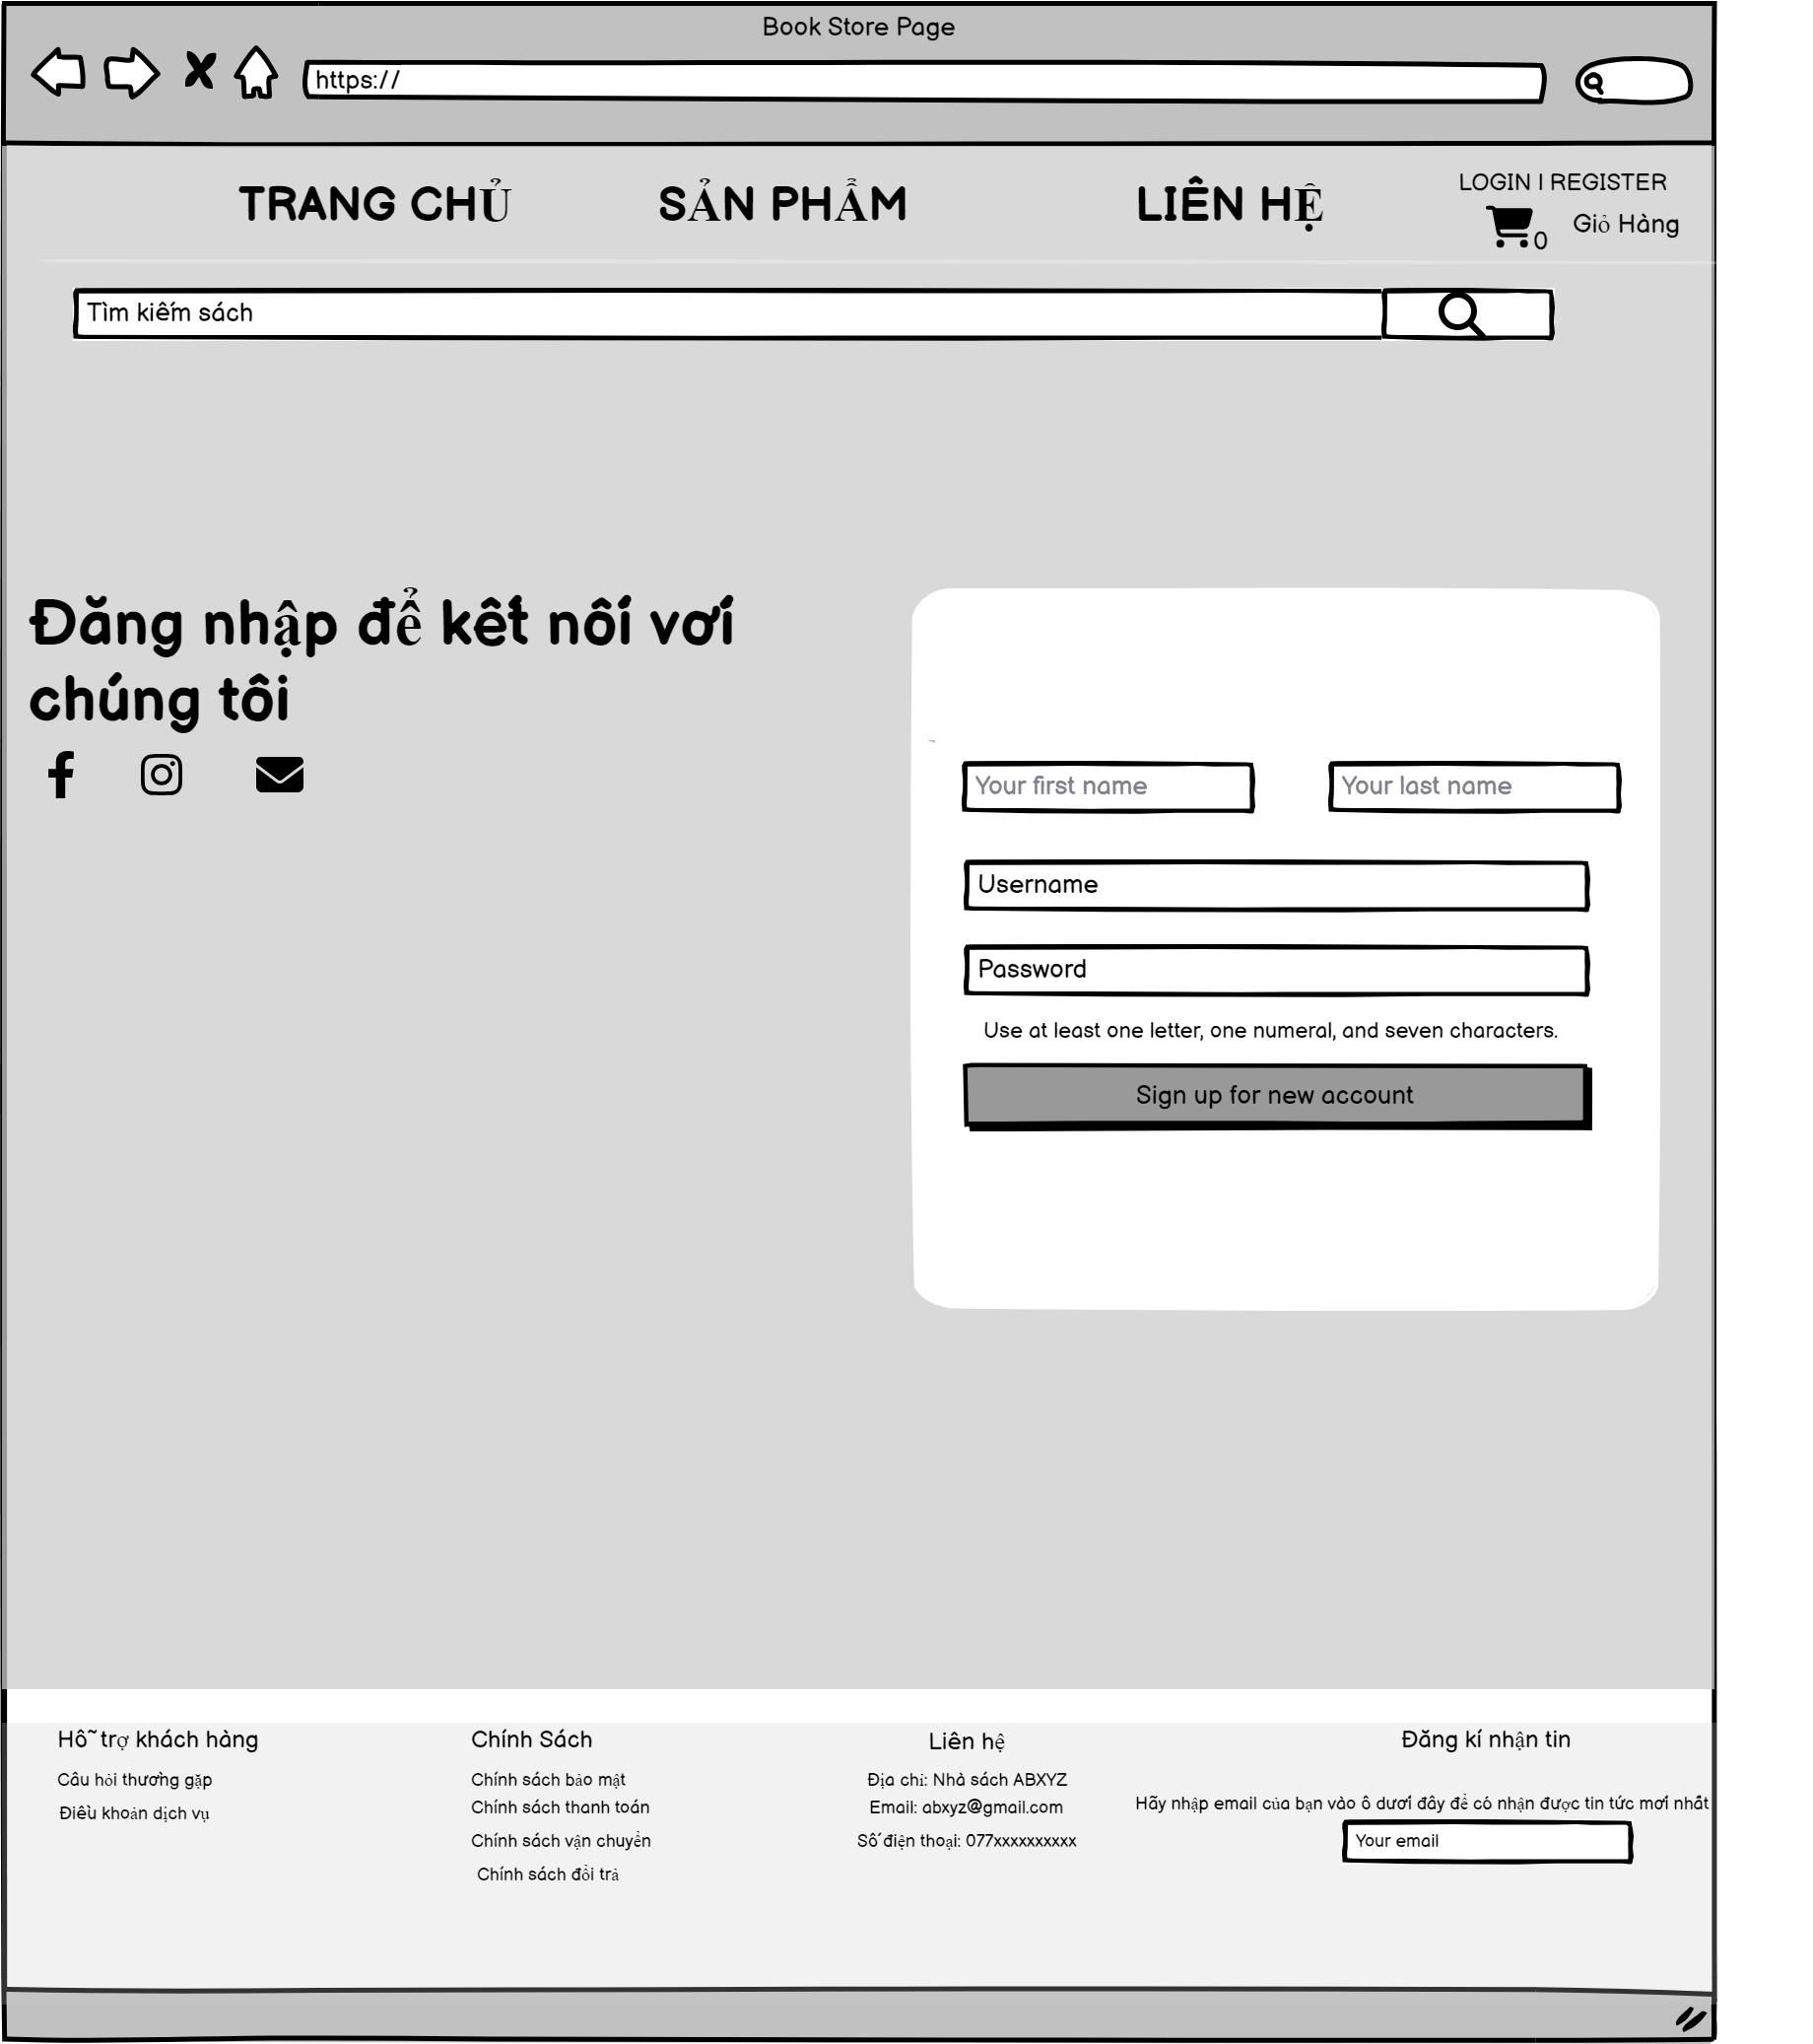 Book Store Page
https://
TRANG CHỦ
SẢN PHẨM
LIÊN HỆ
LOGIN | REGISTER
0
Giỏ Hàng
Tìm kiếm sách
Đăng nhập để kết nối với
chúng tôi
Your first name
Your last name
Username
Password
Use at least one letter, one numeral, and seven characters.
Sign up for new account
Hỗ trợ khách hàng
Câu hỏi thường gặp
Điều khoản dịch vụ
Chính Sách
Chính sách bảo mật
Chính sách thanh toán
Chính sách vận chuyển
Chính sách đổi trả
Liên hệ
Địa chỉ: Nhà sách ABXYZ
Email: abxyz@gmail.com
Số điện thoại: 077xxxxxxxxxx
Đăng kí nhận tin
Hãy nhập email của bạn vào ô dưới đây để có nhận được tin tức mới nhất
Your email